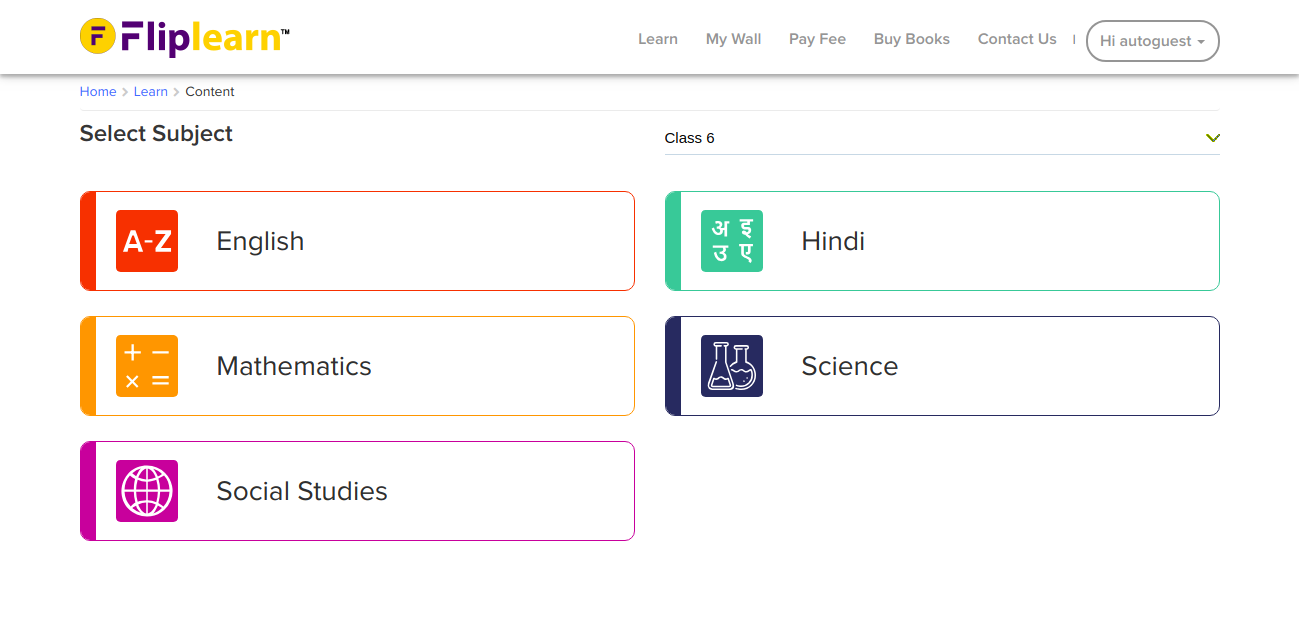 F Fliplearn™
Learn My Wall Pay Fee Buy Books Contact Us | Hi autoguest
Home Learn Content
Select Subject
Class 6
A-Z English
अ इ
उ ए
Hindi
+ −
× =
Mathematics
Science
Social Studies